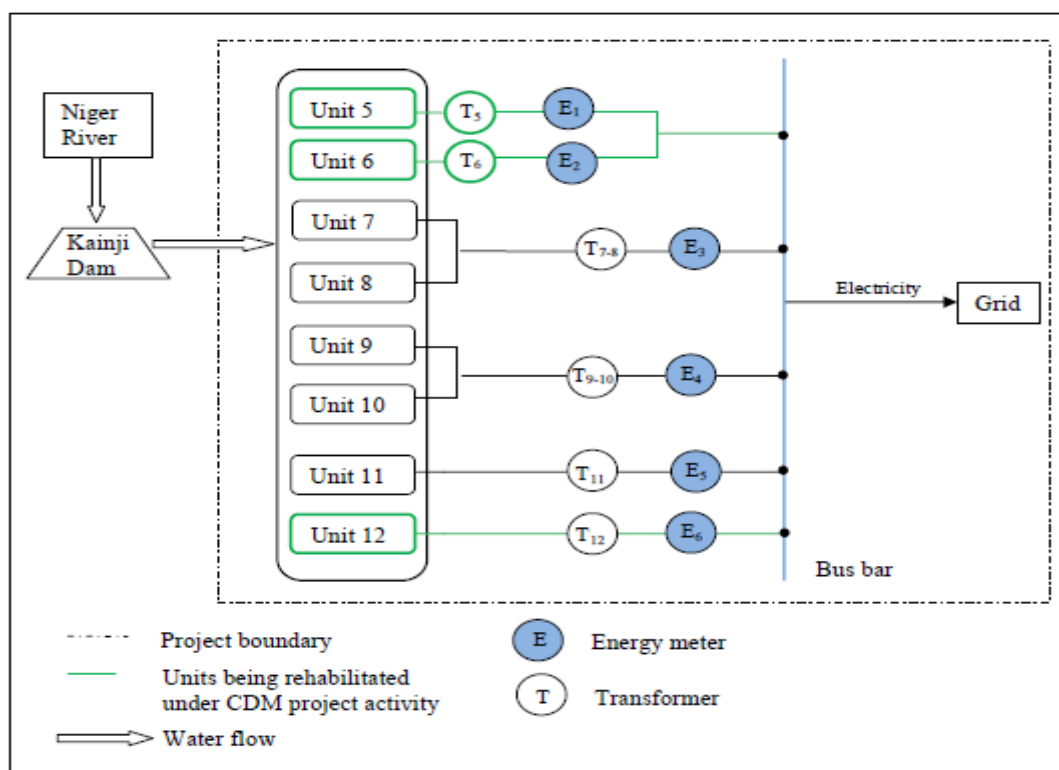 Niger
River
Kainji
Dam
Unit 5
T5
E1
Unit 6
T6
E2
Unit 7
Unit 8
T7-8
E3
Unit 9
Unit 10
T9-10
E4
Unit 11
T11
E5
Unit 12
T12
E6
Electricity
Grid
Bus bar
Project boundary
Units being rehabilitated
under CDM project activity
Water flow
E
Energy meter
T
Transformer